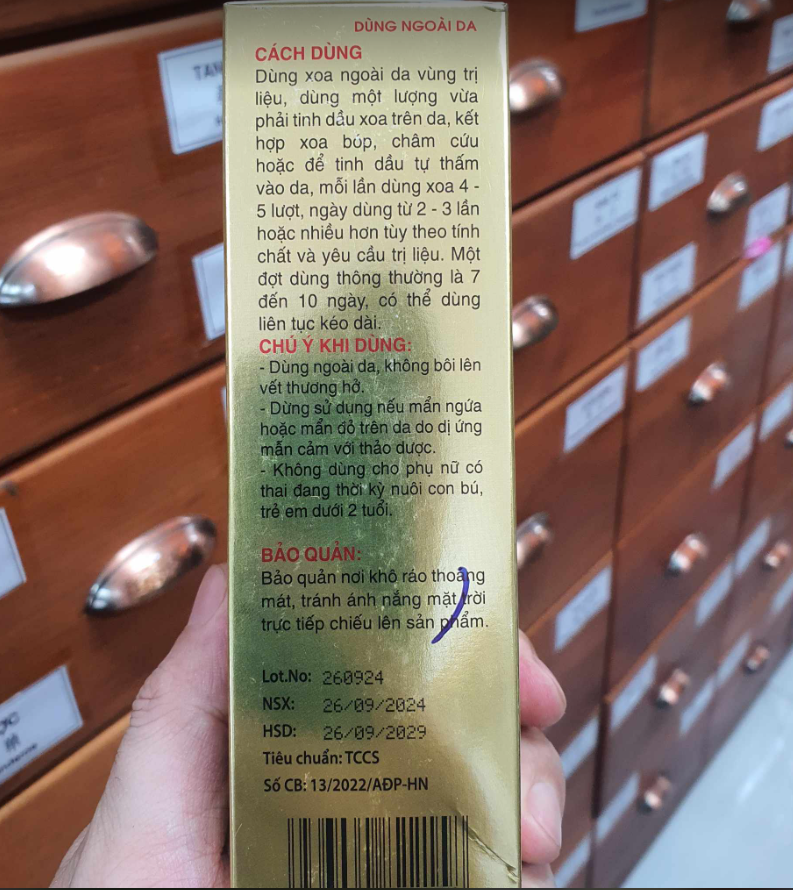 DÙNG NGOÀI DA
CÁCH DÙNG
Dùng xoa ngoài da vùng trị
liệu, dùng một lượng vừa
phải tinh dầu xoa trên da, kết
hợp xoa bóp, châm cứu
hoặc để tinh dầu tự thấm
vào da, mỗi lần dùng xoa 4 -
5 lượt, ngày dùng từ 2 - 3 lần
hoặc nhiều hơn tùy theo tính
chất và yêu cầu trị liệu. Một
đợt dùng thông thường là 7
đến 10 ngày, có thể dùng
liên tục kéo dài.
CHÚ Ý KHI DÙNG:
- Dùng ngoài da, không bôi lên
vết thương hở.
- Dừng sử dụng nếu mẩn ngứa
hoặc mẩn đỏ trên da do dị ứng
mẫn cảm với thảo dược.
- Không dùng cho phụ nữ có
thai đang thời kỳ nuôi con bú,
trẻ em dưới 2 tuổi.
BẢO QUẢN:
Bảo quản nơi khô ráo thoáng
mát, tránh ánh nắng mặt trời
trực tiếp chiếu lên sản phẩm.
Lot.No: 260924
NSX: 26/09/2024
HSD: 26/09/2029
Tiêu chuẩn: TCCS
Số CB: 13/2022/AĐP-HN